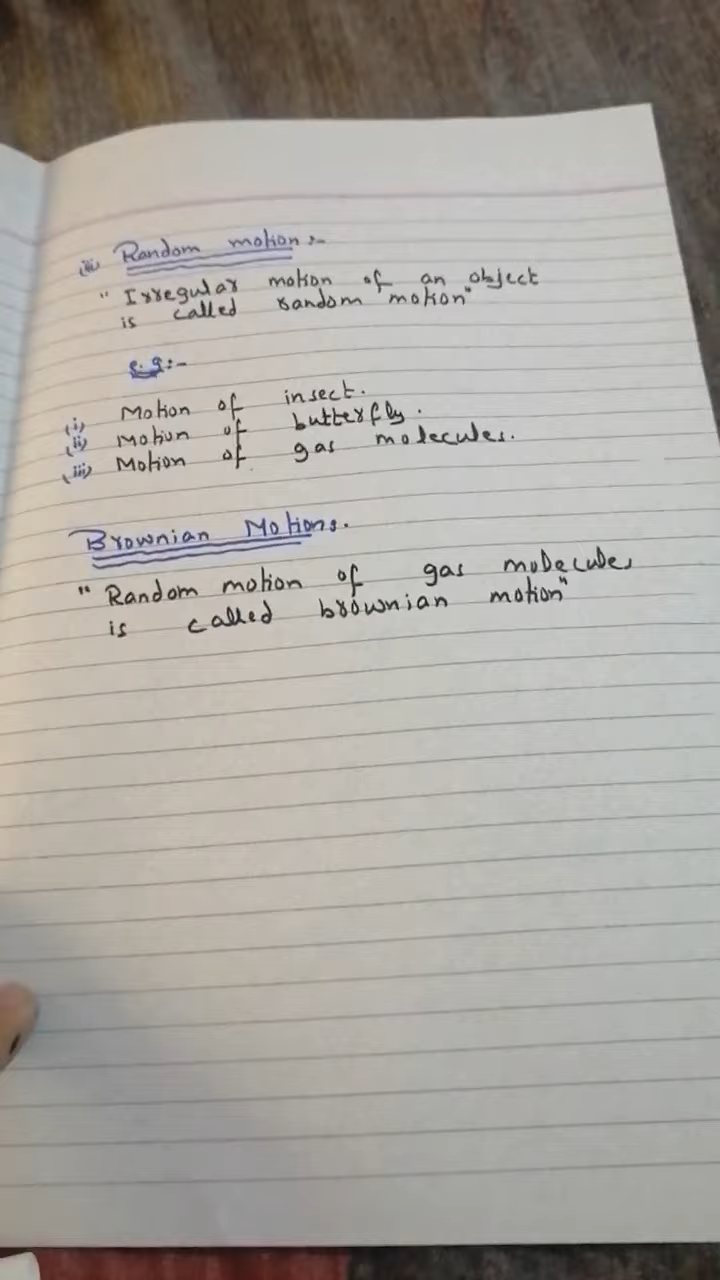 (iii) Random motion :-
" Irregular motion of an object
is called random motion"
e.g:-
(i) Motion of insect.
(ii) Motion of butterfly.
(iii) Motion of gas molecules.
Brownian Motions.
" Random motion of gas molecules
is called brownian motion"